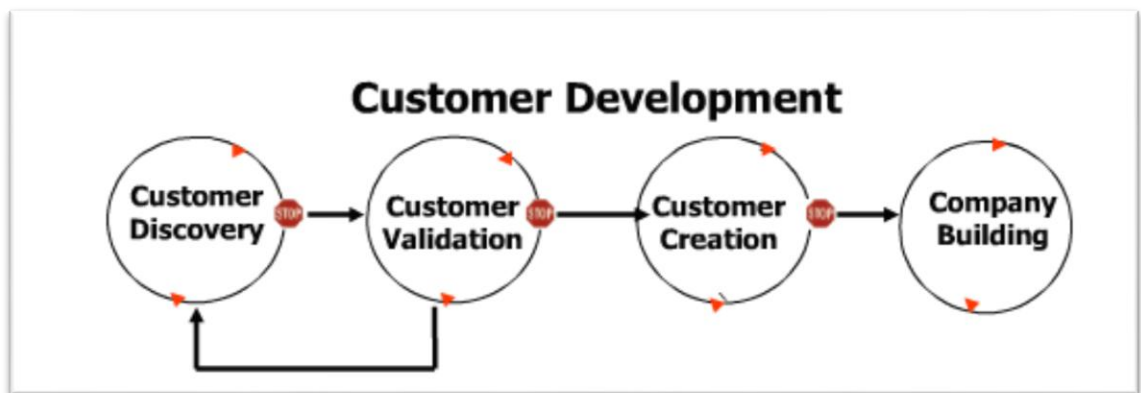 Customer Development
Customer
Discovery
STOP
Customer
Validation
STOP
Customer
Creation
STOP
Company
Building